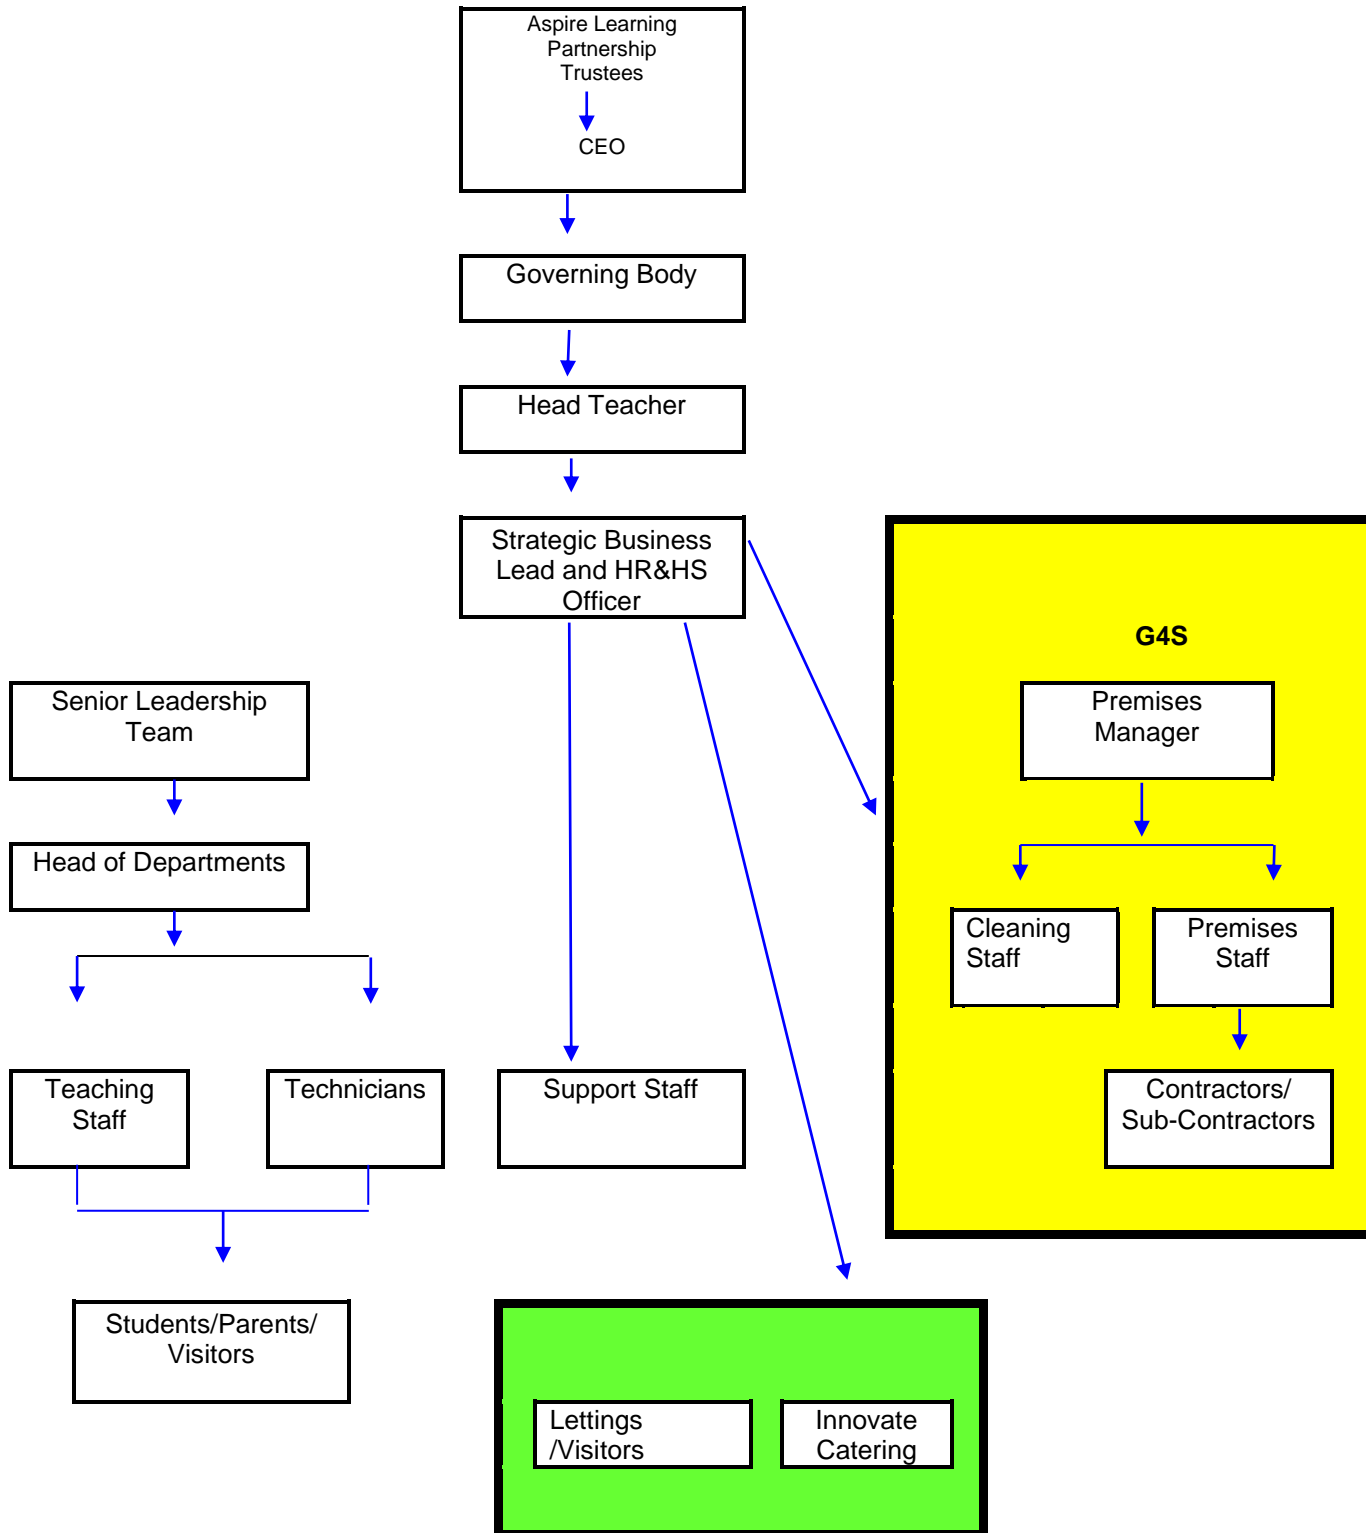 Aspire Learning
Partnership
Trustees
CEO
Governing Body
Head Teacher
Strategic Business
Lead and HR&HS
Officer
G4S
Senior Leadership
Team
Premises
Manager
Head of Departments
Cleaning
Staff
Premises
Staff
Teaching
Staff
Technicians
Support Staff
Contractors/
Sub-Contractors
Students/Parents/
Visitors
Lettings
/Visitors
Innovate
Catering